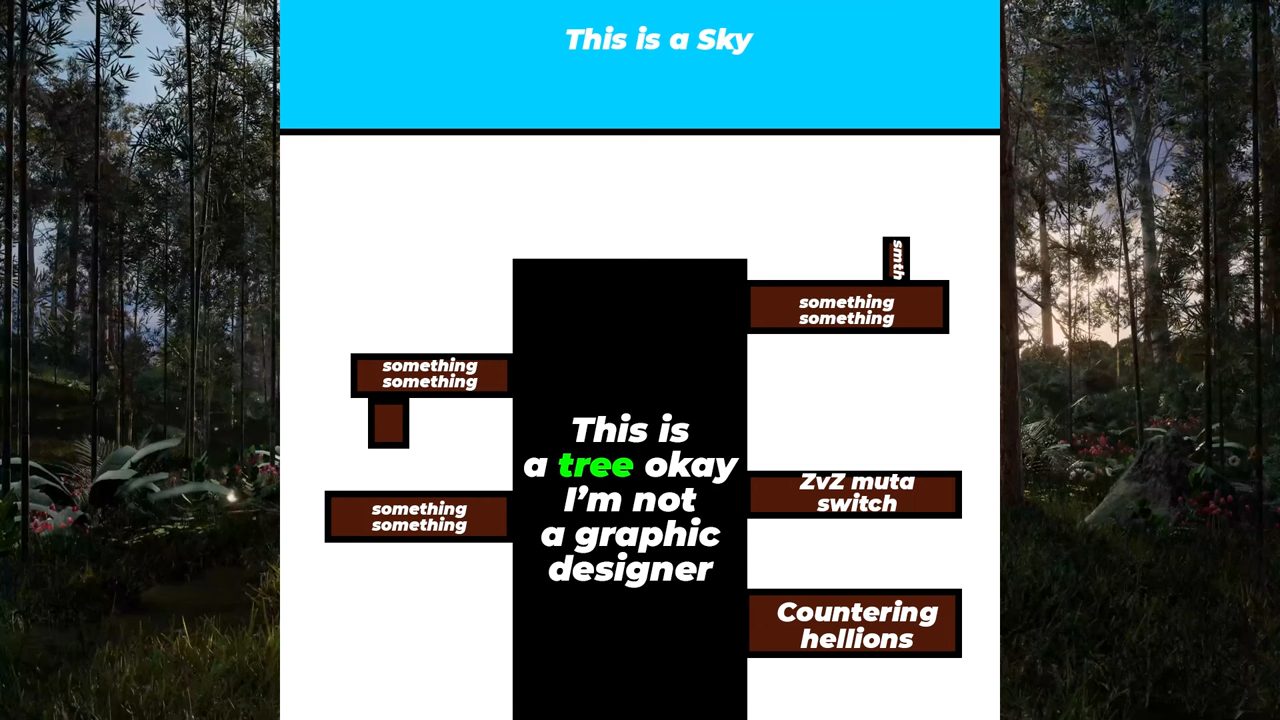 This is a Sky
smth
something
something
something
something
This is
a tree okay
I'm not
a graphic
designer
ZvZ muta
switch
something
something
Countering
hellions